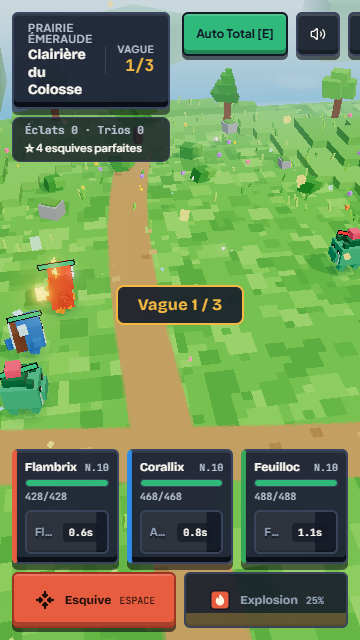 PRAIRIE
ÉMERAUDE
Clairière
du
Colosse
VAGUE
1/3
Auto Total [E]
Éclats 0 · Trios 0
☆ 4 esquives parfaites
Vague 1 / 3
Flambrix N.10
428/428
Fl… 0.6s
Corallix N.10
468/468
A… 0.8s
Feuilloc N.10
488/488
F… 1.1s
Esquive ESPACE
Explosion 25%